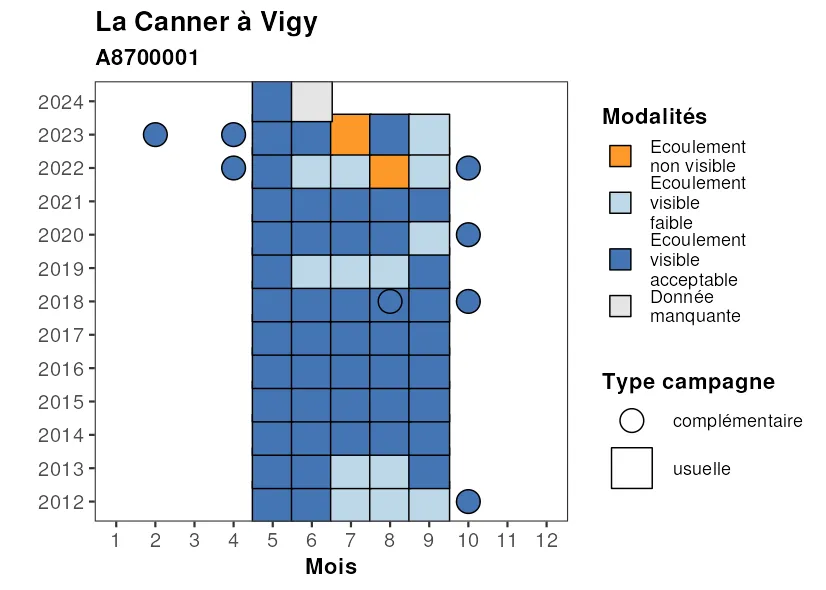 La Canner à Vigy
A8700001
2024
2023
2022
2021
2020
2019
2018
2017
2016
2015
2014
2013
2012
1 2 3 4 5 6 7 8 9 10 11 12
Mois
Modalités
Ecoulement
non visible
Ecoulement
visible
faible
Ecoulement
visible
acceptable
Donnée
manquante
Type campagne
complémentaire
usuelle